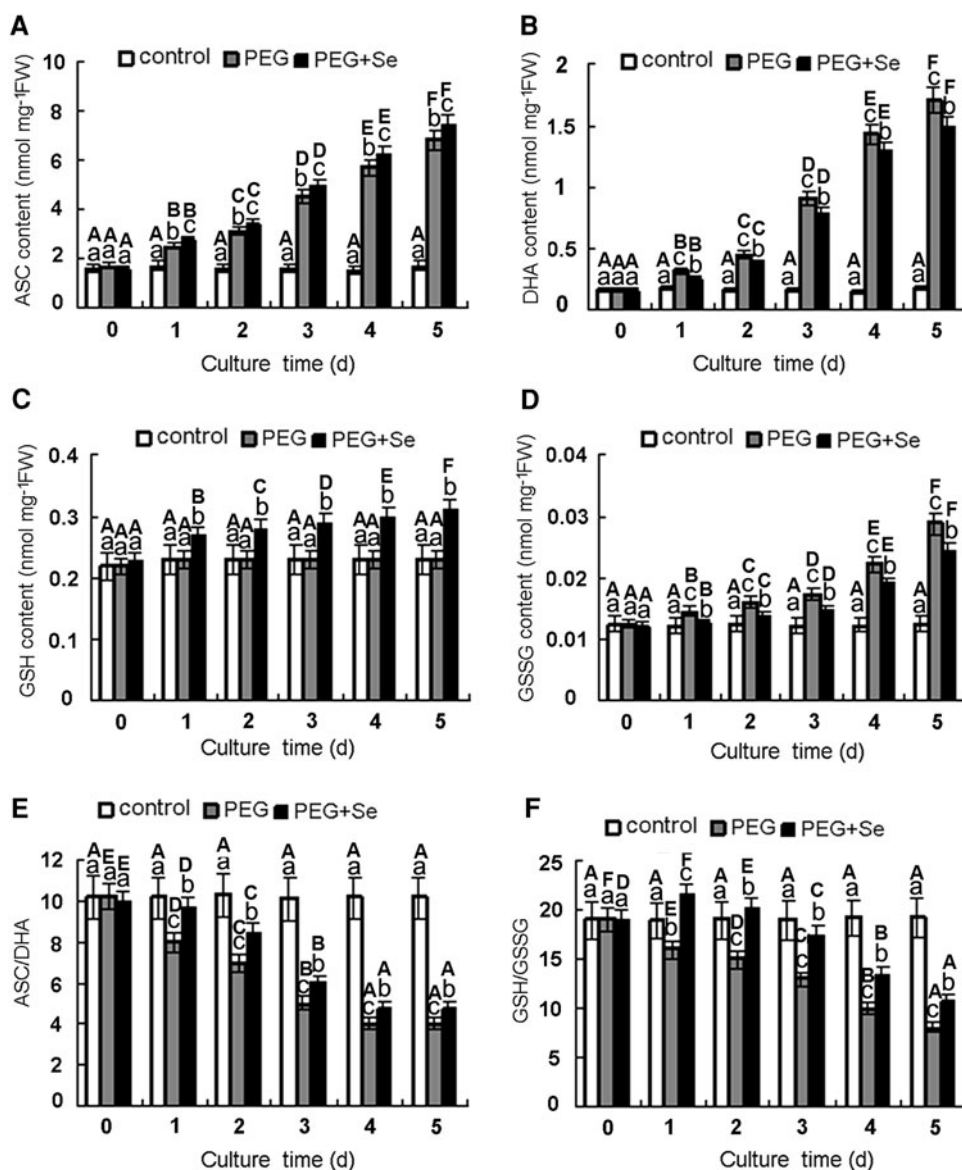 A
control PEG PEG+Se
ASC content (nmol mg⁻¹FW)
10
8
6
4
2
0
A A A A B B A C C A D D A E E A F F
a a a a b c a b c a b c a b c a b c
0 1 2 3 4 5
Culture time (d)
B
control PEG PEG+Se
DHA content (nmol mg⁻¹FW)
2
1.5
1
0.5
0
A A A A B B A C C A D D A E E A F F
a a a a c b a c b a c b a c b a c b
0 1 2 3 4 5
Culture time (d)
C
control PEG PEG+Se
GSH content (nmol mg⁻¹FW)
0.4
0.3
0.2
0.1
0
A A A A A B A A C A A D A A E A A F
a a a a a b a a b a a b a a b a a b
0 1 2 3 4 5
Culture time (d)
D
control PEG PEG+Se
GSSG content (nmol mg⁻¹FW)
0.04
0.03
0.02
0.01
0
A A A A B B A C C A D D A E E A F F
a a a a c b a c b a c b a c b a c b
0 1 2 3 4 5
Culture time (d)
E
control PEG PEG+Se
ASC/DHA
12
10
8
6
4
2
0
A E E A D D A C C A B B A A A A A A
a a a a c b a c b a c b a c b a c b
0 1 2 3 4 5
Culture time (d)
F
control PEG PEG+Se
GSH/GSSG
25
20
15
10
5
0
A F D A E F A D E A C C A B B A A A
a a a a b c a c b a c b a c b a c b
0 1 2 3 4 5
Culture time (d)